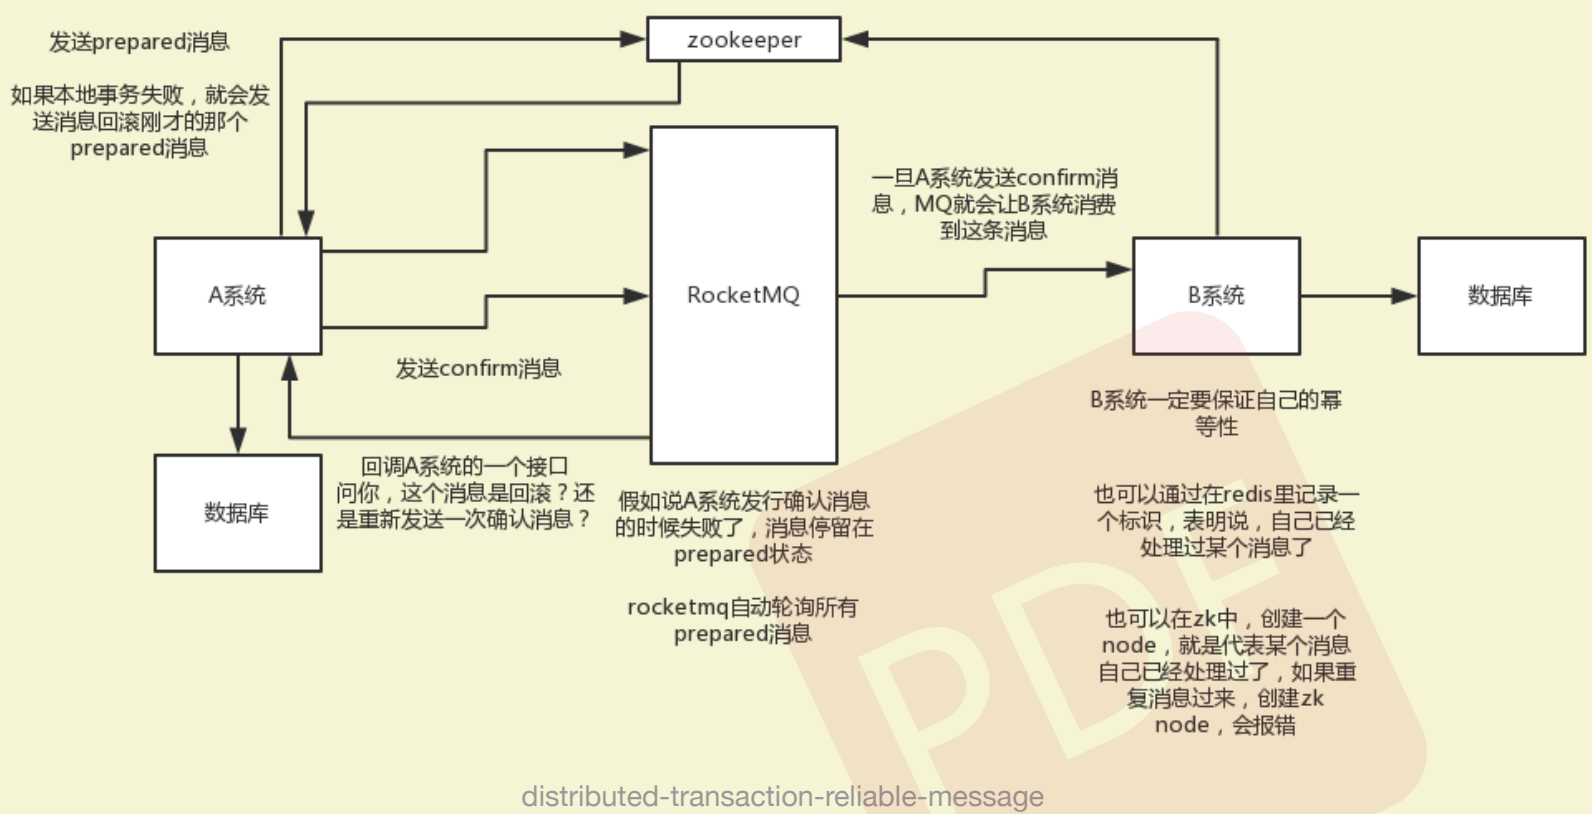 发送prepared消息
zookeeper
如果本地事务失败，就会发
送消息回滚刚才的那个
prepared消息
一旦A系统发送confirm消
息，MQ就会让B系统消费
到这条消息
A系统
RocketMQ
B系统
数据库
发送confirm消息
B系统一定要保证自己的幂
等性
回调A系统的一个接口
问你，这个消息是回滚？还
是重新发送一次确认消息？
数据库
假如说A系统发行确认消息
的时候失败了，消息停留在
prepared状态
rocketmq自动轮询所有
prepared消息
也可以通过在redis里记录一
个标识，表明说，自己已经
处理过某个消息了
也可以在zk中，创建一个
node，就是代表某个消息
自己已经处理过了，如果重
复消息过来，创建zk
node，会报错
PDF
distributed-transaction-reliable-message